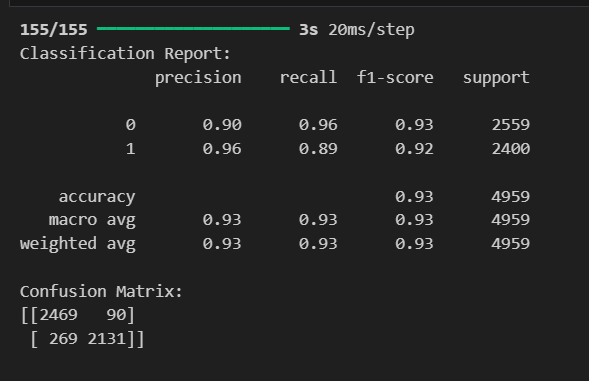 155/155 ━━━━━━━━━━━━━━━━━━━━ 3s 20ms/step
Classification Report:
              precision    recall  f1-score   support

           0       0.90      0.96      0.93      2559
           1       0.96      0.89      0.92      2400

    accuracy                           0.93      4959
   macro avg       0.93      0.93      0.93      4959
weighted avg       0.93      0.93      0.93      4959

Confusion Matrix:
[[2469   90]
 [ 269 2131]]